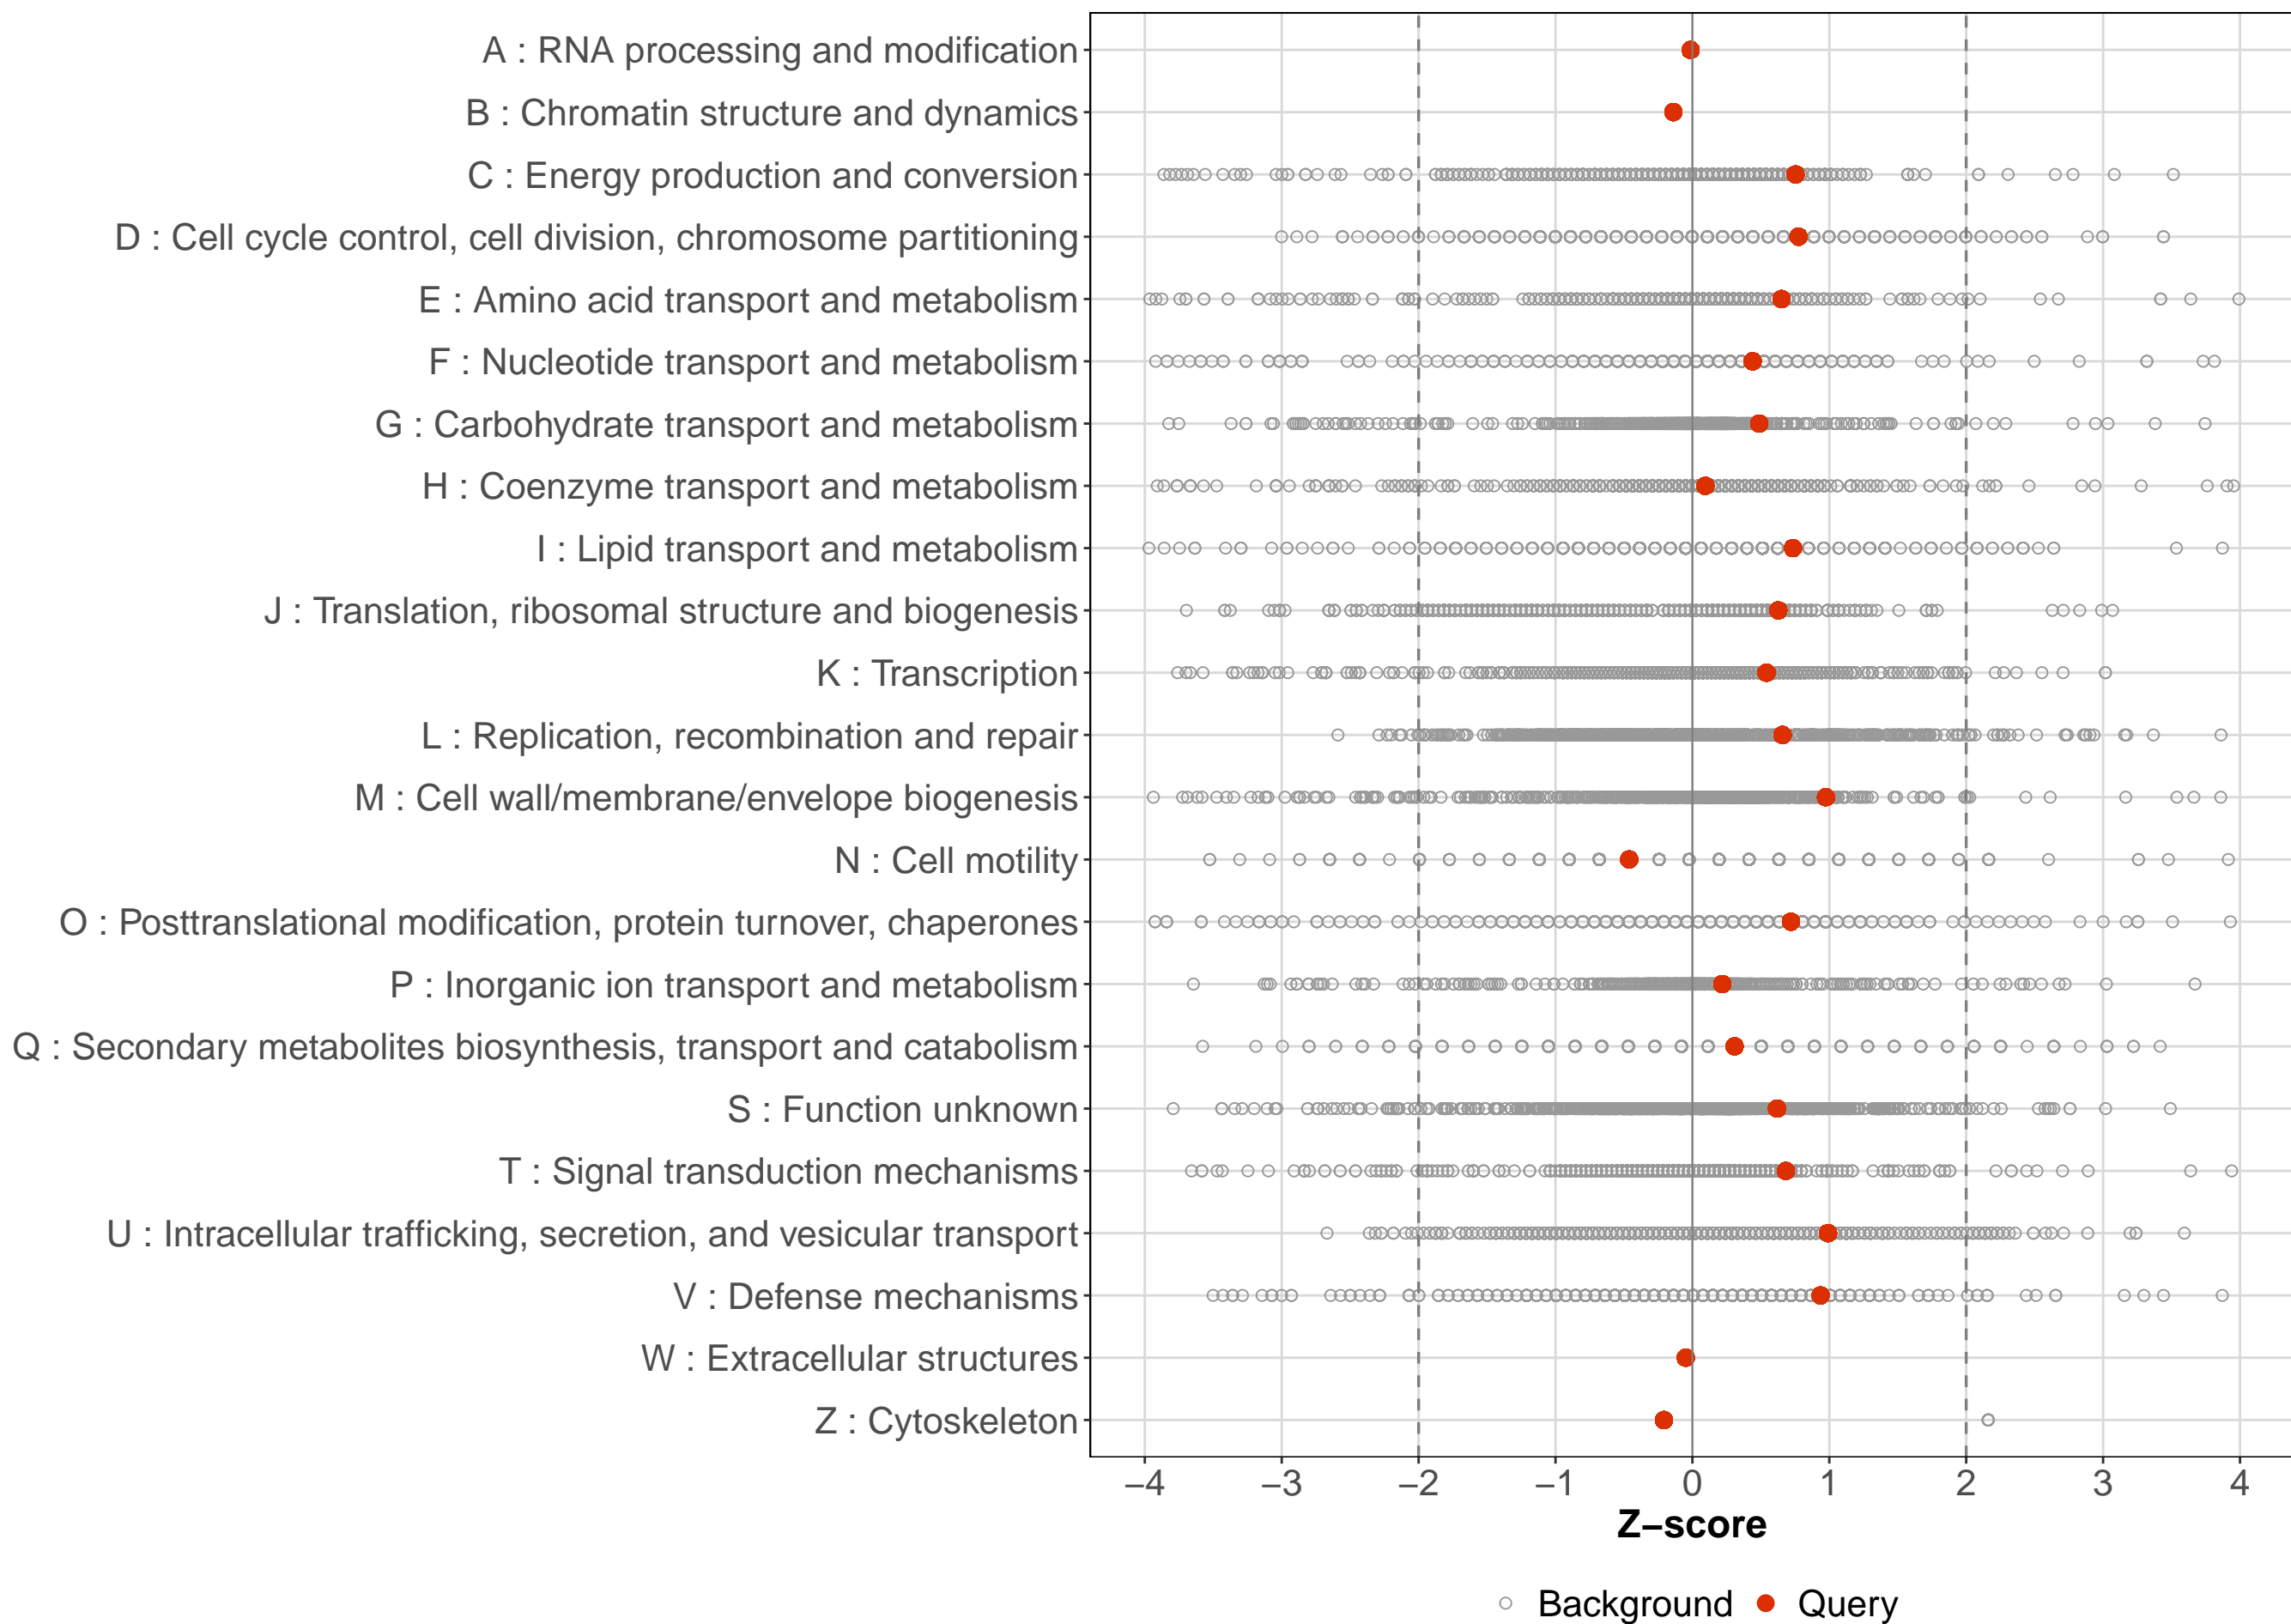 A : RNA processing and modification
B : Chromatin structure and dynamics
C : Energy production and conversion
D : Cell cycle control, cell division, chromosome partitioning
E : Amino acid transport and metabolism
F : Nucleotide transport and metabolism
G : Carbohydrate transport and metabolism
H : Coenzyme transport and metabolism
I : Lipid transport and metabolism
J : Translation, ribosomal structure and biogenesis
K : Transcription
L : Replication, recombination and repair
M : Cell wall/membrane/envelope biogenesis
N : Cell motility
O : Posttranslational modification, protein turnover, chaperones
P : Inorganic ion transport and metabolism
Q : Secondary metabolites biosynthesis, transport and catabolism
S : Function unknown
T : Signal transduction mechanisms
U : Intracellular trafficking, secretion, and vesicular transport
V : Defense mechanisms
W : Extracellular structures
Z : Cytoskeleton
−4 −3 −2 −1 0 1 2 3 4
Z−score
Background Query